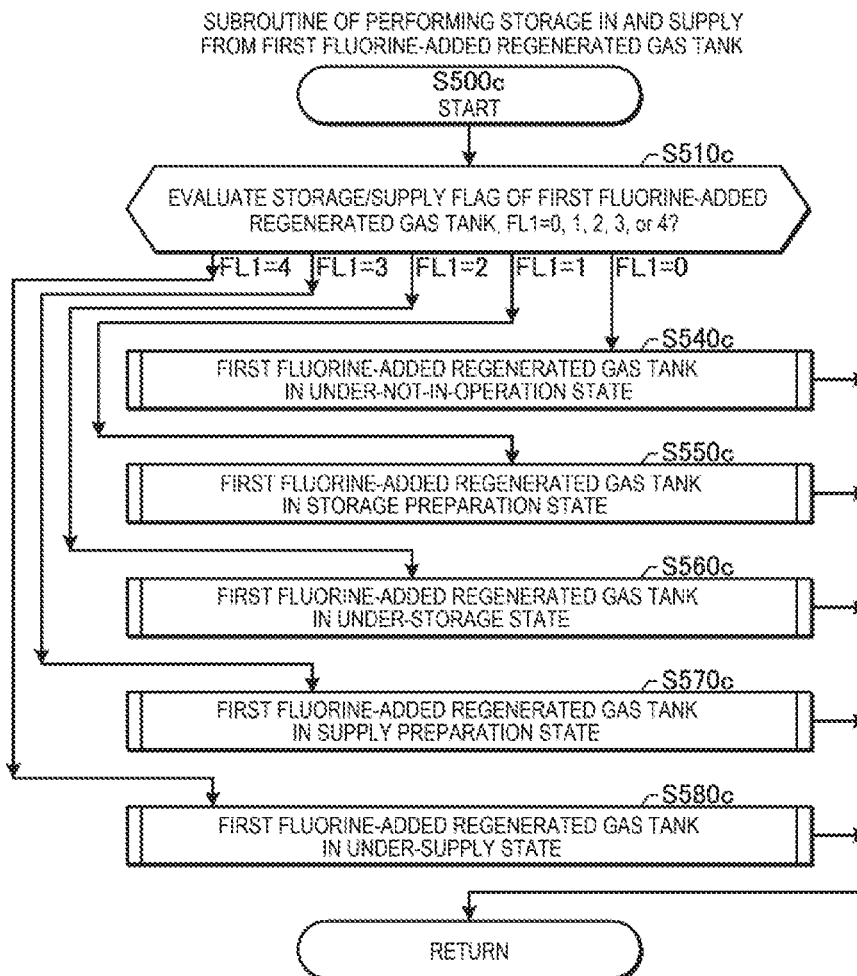 SUBROUTINE OF PERFORMING STORAGE IN AND SUPPLY
FROM FIRST FLUORINE-ADDED REGENERATED GAS TANK
S500c
START
S510c
EVALUATE STORAGE/SUPPLY FLAG OF FIRST FLUORINE-ADDED
REGENERATED GAS TANK, FL1=0, 1, 2, 3, or 4?
FL1=4 FL1=3 FL1=2 FL1=1 FL1=0
S540c
FIRST FLUORINE-ADDED REGENERATED GAS TANK
IN UNDER-NOT-IN-OPERATION STATE
S550c
FIRST FLUORINE-ADDED REGENERATED GAS TANK
IN STORAGE PREPARATION STATE
S560c
FIRST FLUORINE-ADDED REGENERATED GAS TANK
IN UNDER-STORAGE STATE
S570c
FIRST FLUORINE-ADDED REGENERATED GAS TANK
IN SUPPLY PREPARATION STATE
S580c
FIRST FLUORINE-ADDED REGENERATED GAS TANK
IN UNDER-SUPPLY STATE
RETURN